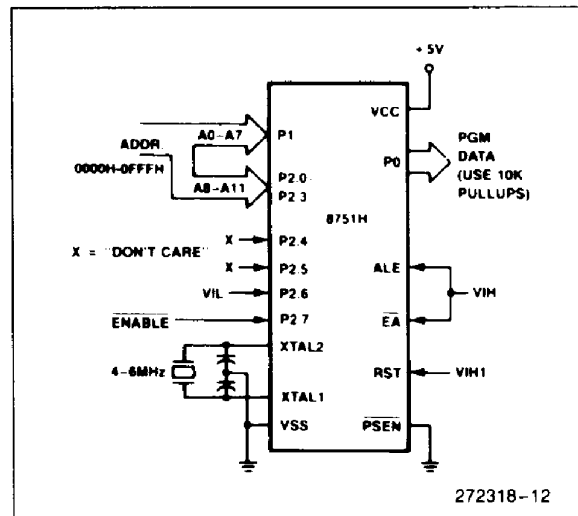 +5V
VCC
A0-A7
P1
ADDR.
0000H-0FFFH
A8-A11
P2.0-
P2.3
P0
PGM
DATA
(USE 10K
PULLUPS)
8751H
X
P2.4
X = "DON'T CARE"
X
P2.5
VIL
P2.6
ENABLE
P2.7
ALE
VIH
EA
XTAL2
4-6MHz
XTAL1
RST
VIH1
VSS
PSEN
272318-12